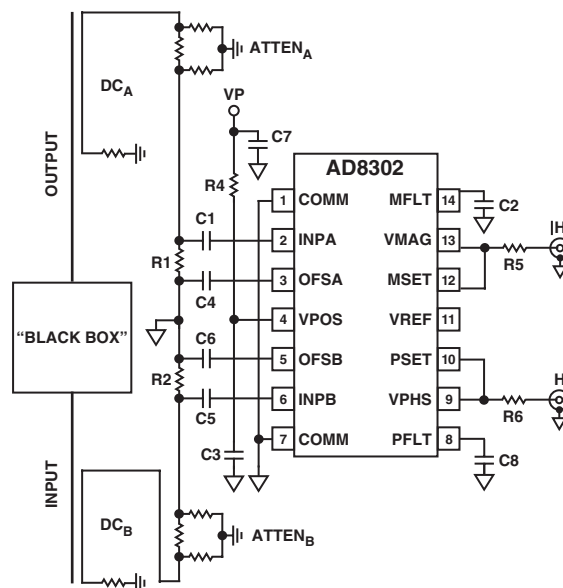 ATTEN_A
DC_A
VP
C7
OUTPUT
R4
AD8302
1 COMM MFLT 14
C2
C1
2 INPA VMAG 13
|H
R1
R5
3 OFSA MSET 12
C4
"BLACK BOX"
4 VPOS VREF 11
C6
5 OFSB PSET 10
R2
H
6 INPB VPHS 9
C5
R6
7 COMM PFLT 8
C3
C8
INPUT
DC_B
ATTEN_B